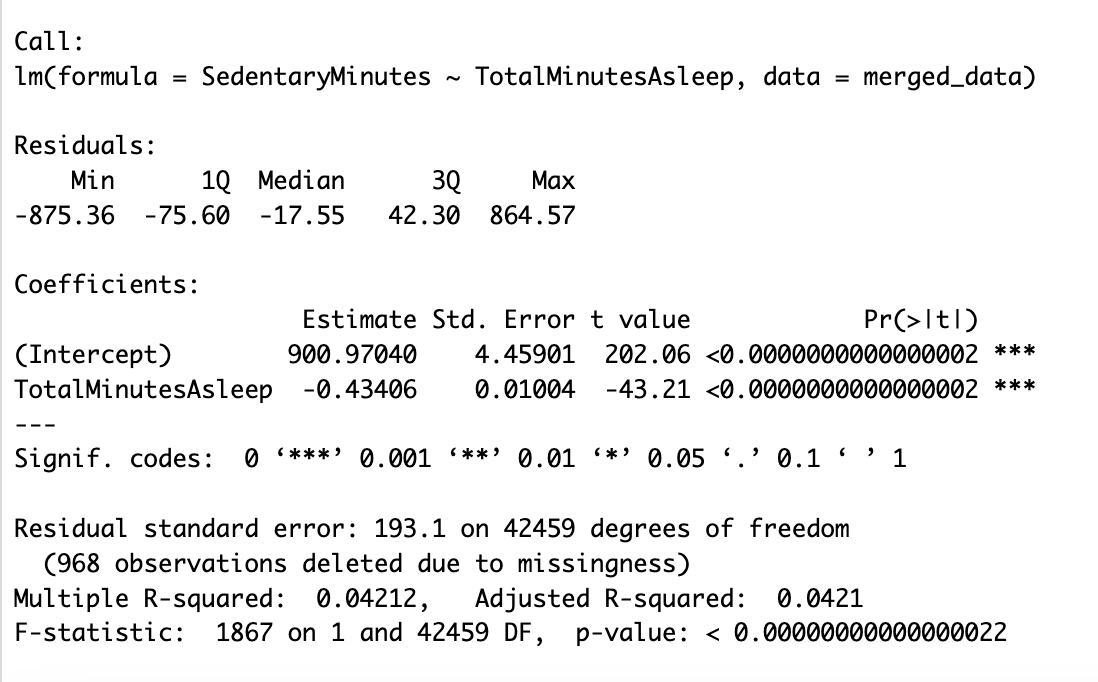 Call:
lm(formula = SedentaryMinutes ~ TotalMinutesAsleep, data = merged_data)
Residuals:
Min 1Q Median 3Q Max
-875.36 -75.60 -17.55 42.30 864.57
Coefficients:
Estimate Std. Error t value Pr(>|t|)
(Intercept) 900.97040 4.45901 202.06 <0.0000000000000002 ***
TotalMinutesAsleep -0.43406 0.01004 -43.21 <0.0000000000000002 ***
---
Signif. codes: 0 ‘***’ 0.001 ‘**’ 0.01 ‘*’ 0.05 ‘.’ 0.1 ‘ ’ 1
Residual standard error: 193.1 on 42459 degrees of freedom
(968 observations deleted due to missingness)
Multiple R-squared: 0.04212, Adjusted R-squared: 0.0421
F-statistic: 1867 on 1 and 42459 DF, p-value: < 0.00000000000000022